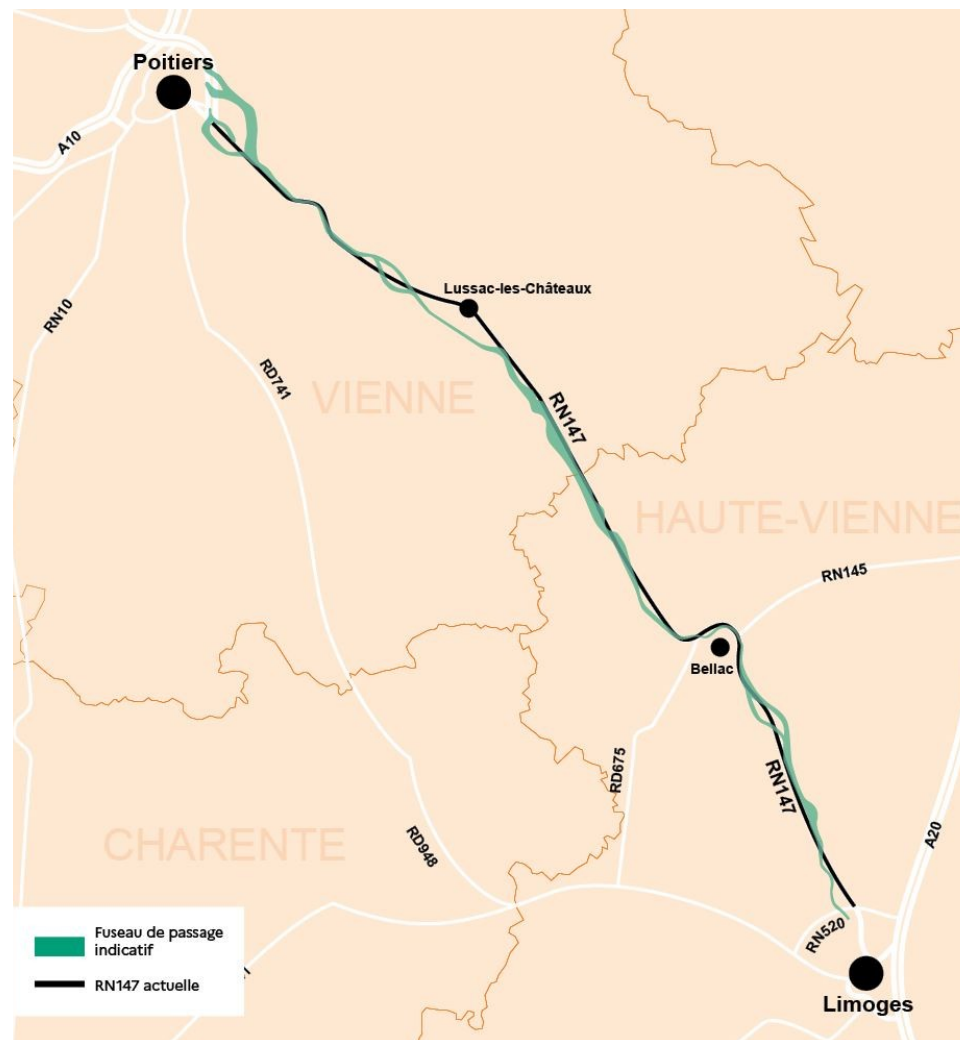 Poitiers
A10
Lussac-les-Châteaux
RN10
RD741
VIENNE
RN147
HAUTE-VIENNE
RN145
Bellac
RD675
RN147
CHARENTE
RD948
A20
RN520
Limoges
Fuseau de passage
indicatif
RN147 actuelle